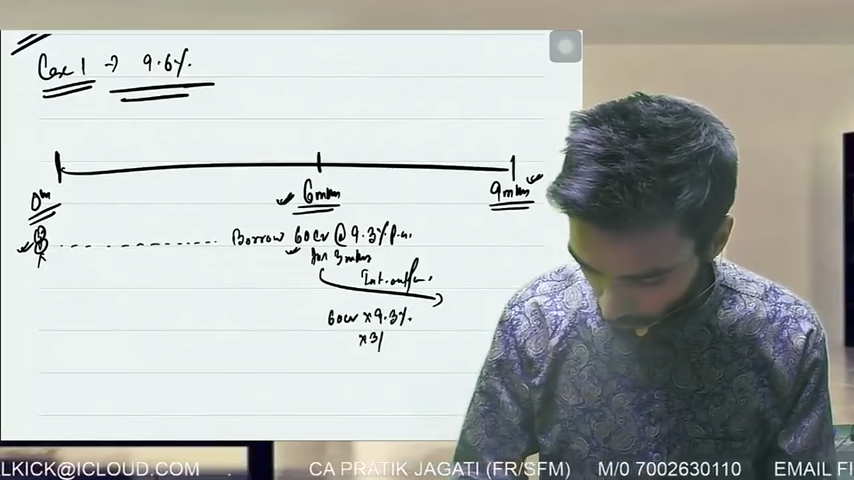 Case 1 → 9.6%.
0m
6mths
9mths
Borrow 60cr @ 9.3% p.a.
for 3mths
Int. outflow.
60cr x 9.3%.
x3/
LKICK@ICLOUD.COM CA PRATIK JAGATI (FR/SFM) M/0 7002630110 EMAIL FI